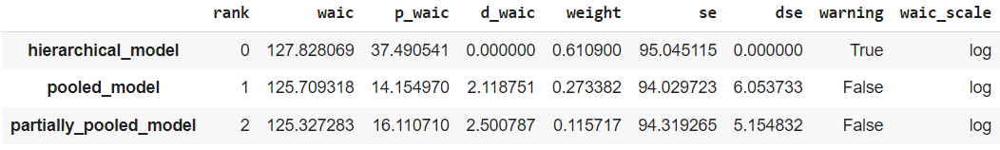 rank waic p_waic d_waic weight se dse warning waic_scale
hierarchical_model 0 127.828069 37.490541 0.000000 0.610900 95.045115 0.000000 True log
pooled_model 1 125.709318 14.154970 2.118751 0.273382 94.029723 6.053733 False log
partially_pooled_model 2 125.327283 16.110710 2.500787 0.115717 94.319265 5.154832 False log